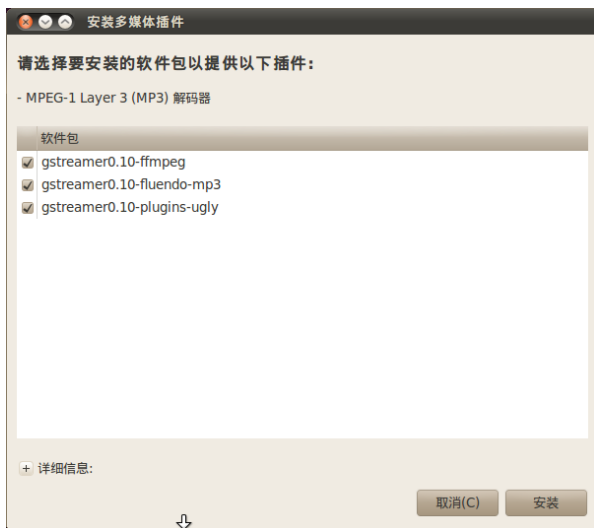 安装多媒体插件
请选择要安装的软件包以提供以下插件:
- MPEG-1 Layer 3 (MP3) 解码器
软件包
gstreamer0.10-ffmpeg
gstreamer0.10-fluendo-mp3
gstreamer0.10-plugins-ugly
详细信息:
取消(C) 安装